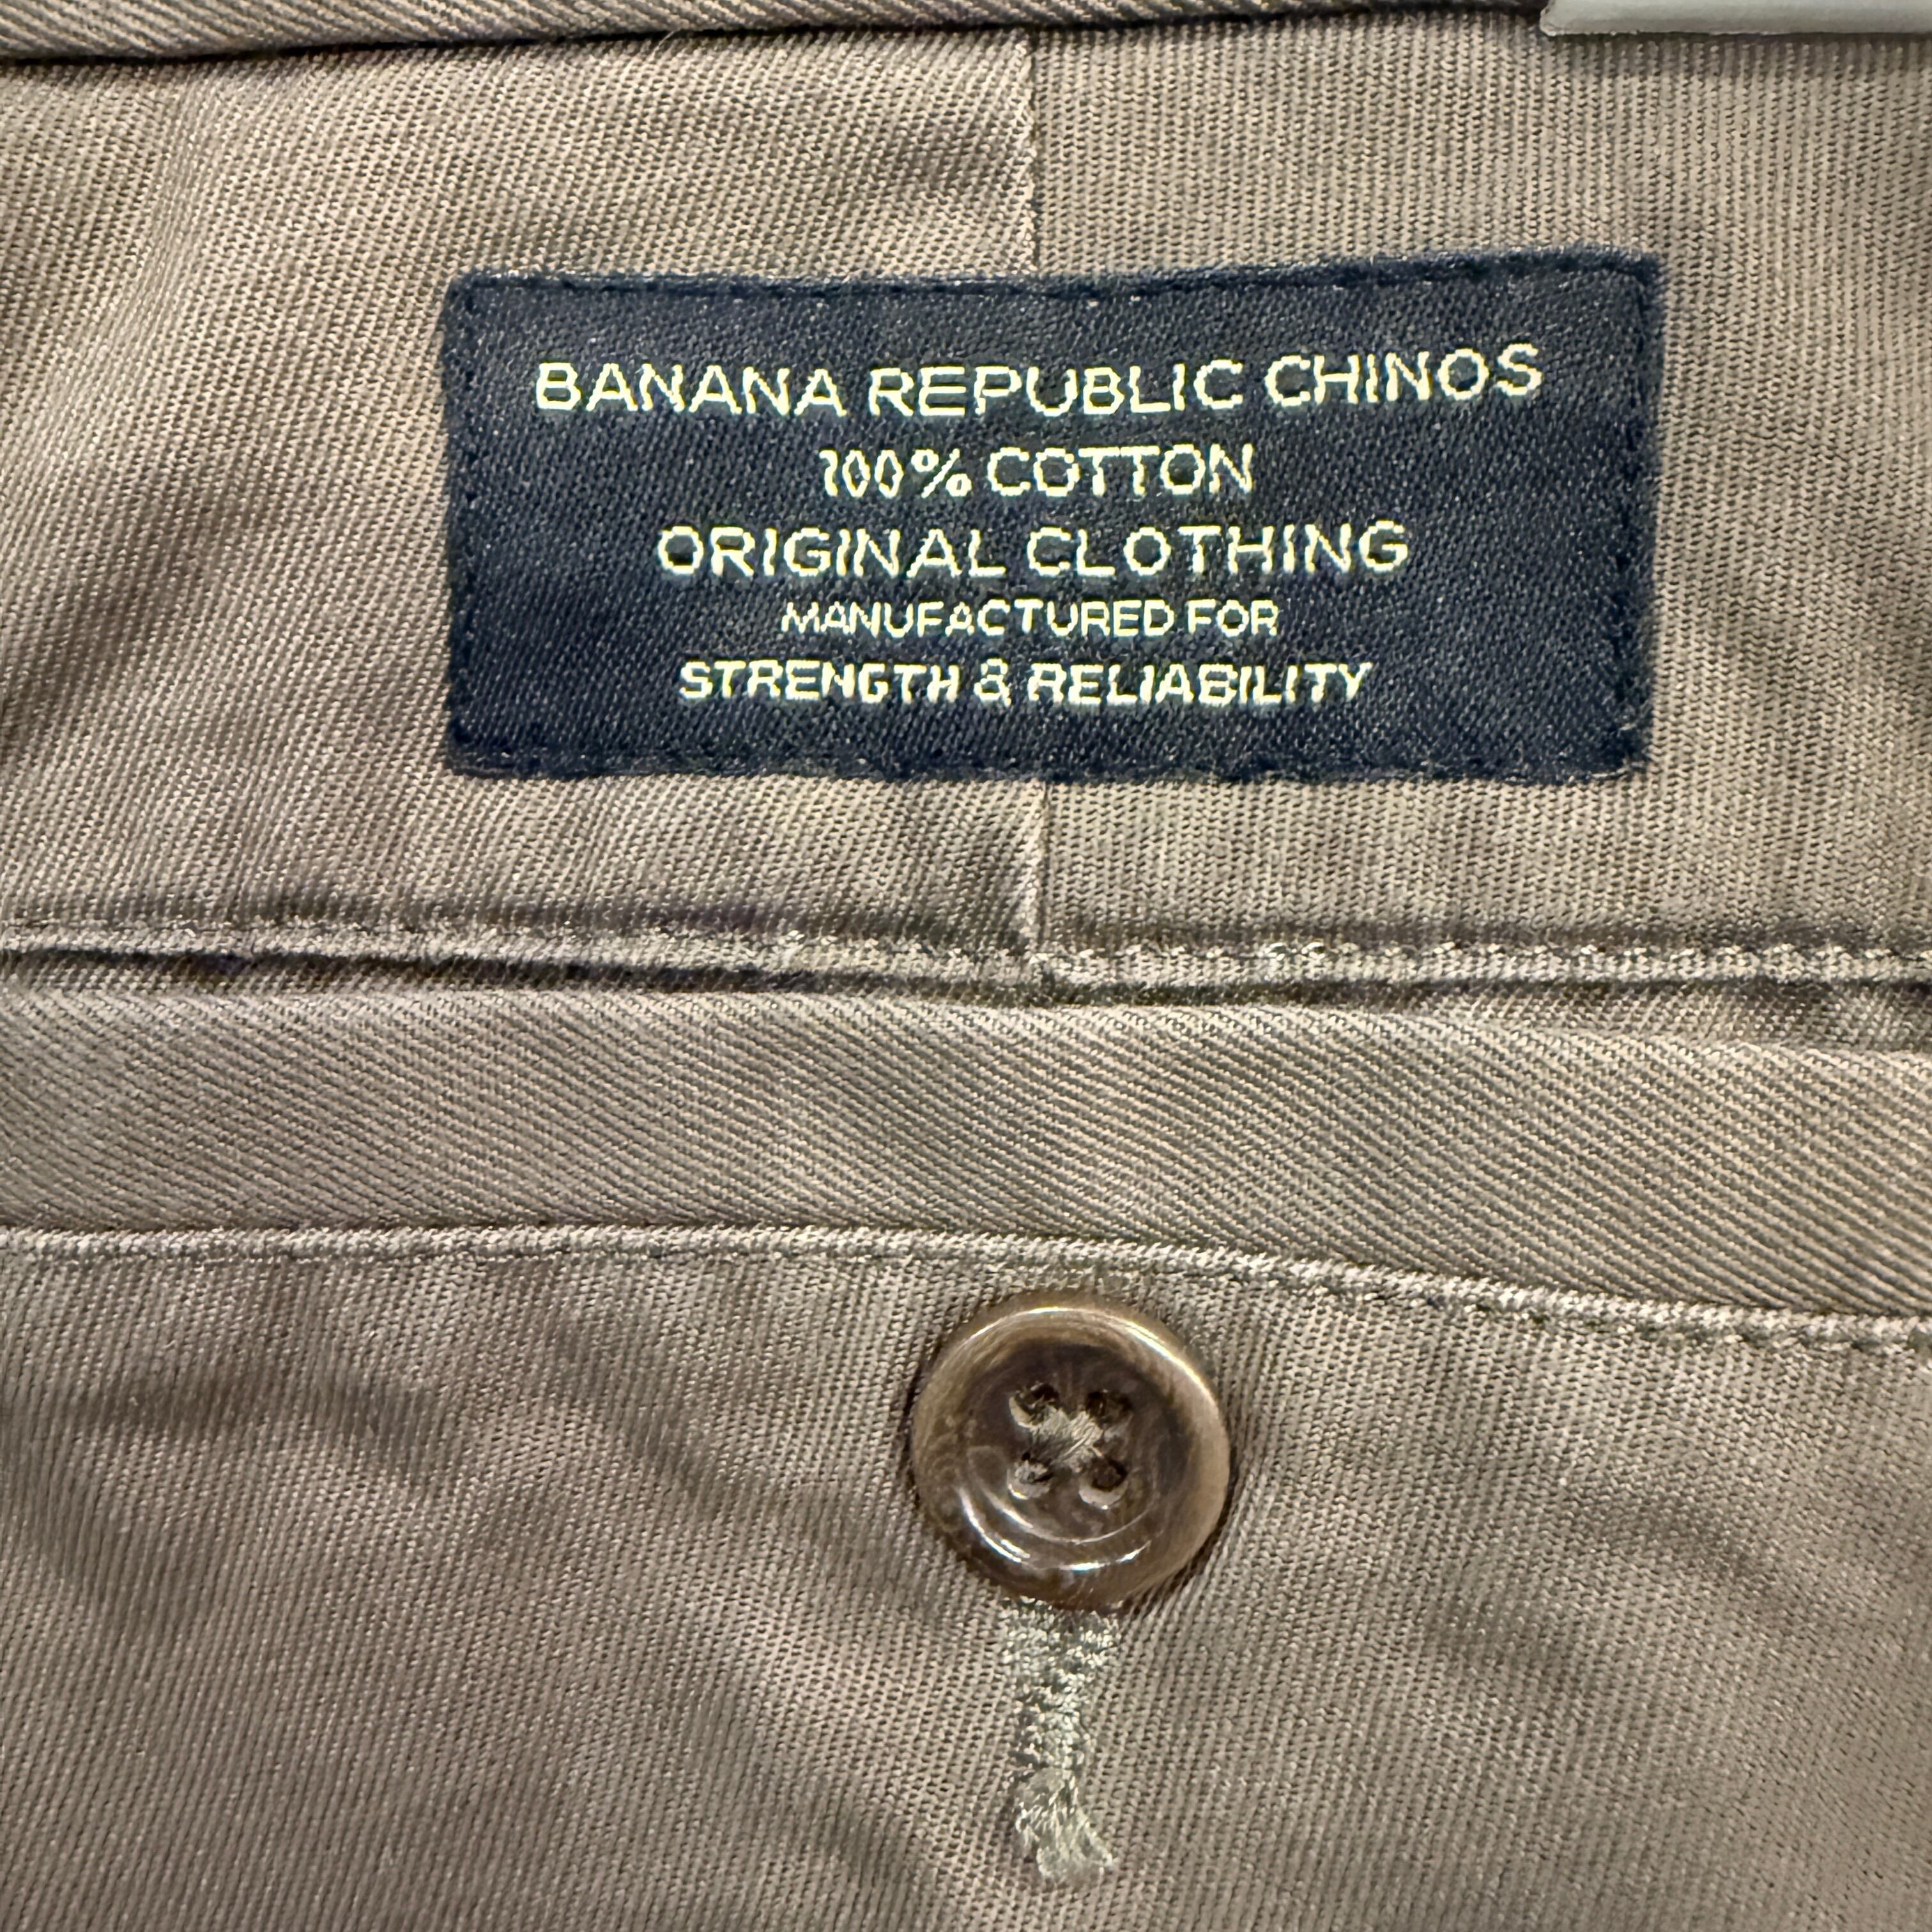 BANANA REPUBLIC CHINOS
100% COTTON
ORIGINAL CLOTHING
MANUFACTURED FOR
STRENGTH & RELIABILITY